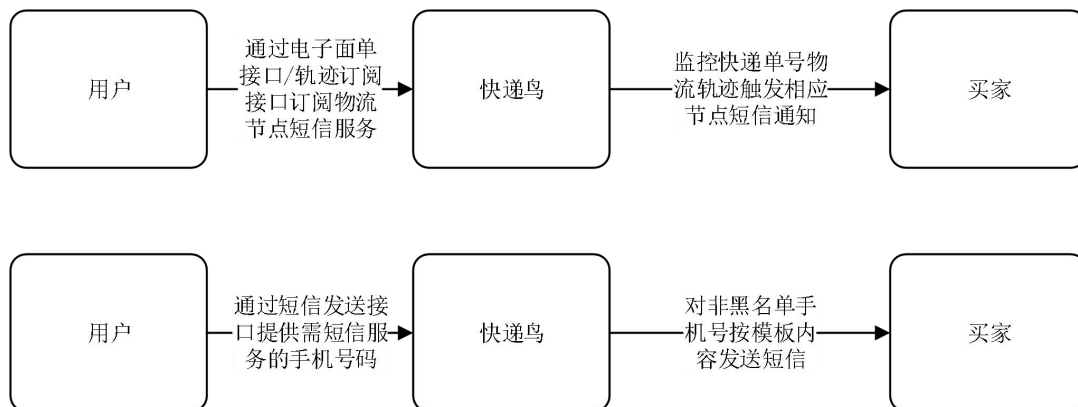 用户
通过电子面单
接口/轨迹订阅
接口订阅物流
节点短信服务
快递鸟
监控快递单号物
流轨迹触发相应
节点短信通知
买家
用户
通过短信发送接
口提供需短信服
务的手机号码
快递鸟
对非黑名单手
机号按模板内
容发送短信
买家